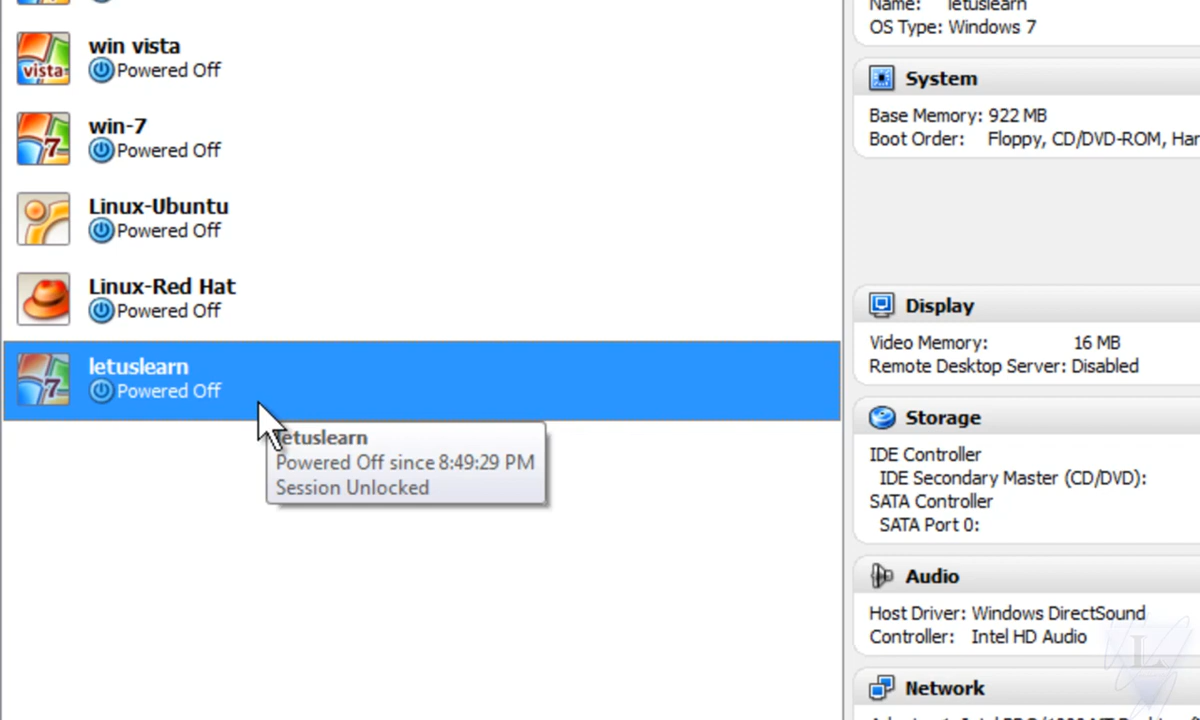 win vista
vista
Powered Off
win-7
7
Powered Off
Linux-Ubuntu
Powered Off
Linux-Red Hat
Powered Off
letuslearn
7
Powered Off
letuslearn
Powered Off since 8:49:29 PM
Session Unlocked
Name: letuslearn
OS Type: Windows 7
System
Base Memory: 922 MB
Boot Order: Floppy, CD/DVD-ROM, Har
Display
Video Memory: 16 MB
Remote Desktop Server: Disabled
Storage
IDE Controller
IDE Secondary Master (CD/DVD):
SATA Controller
SATA Port 0:
Audio
Host Driver: Windows DirectSound
Controller: Intel HD Audio
L
Network